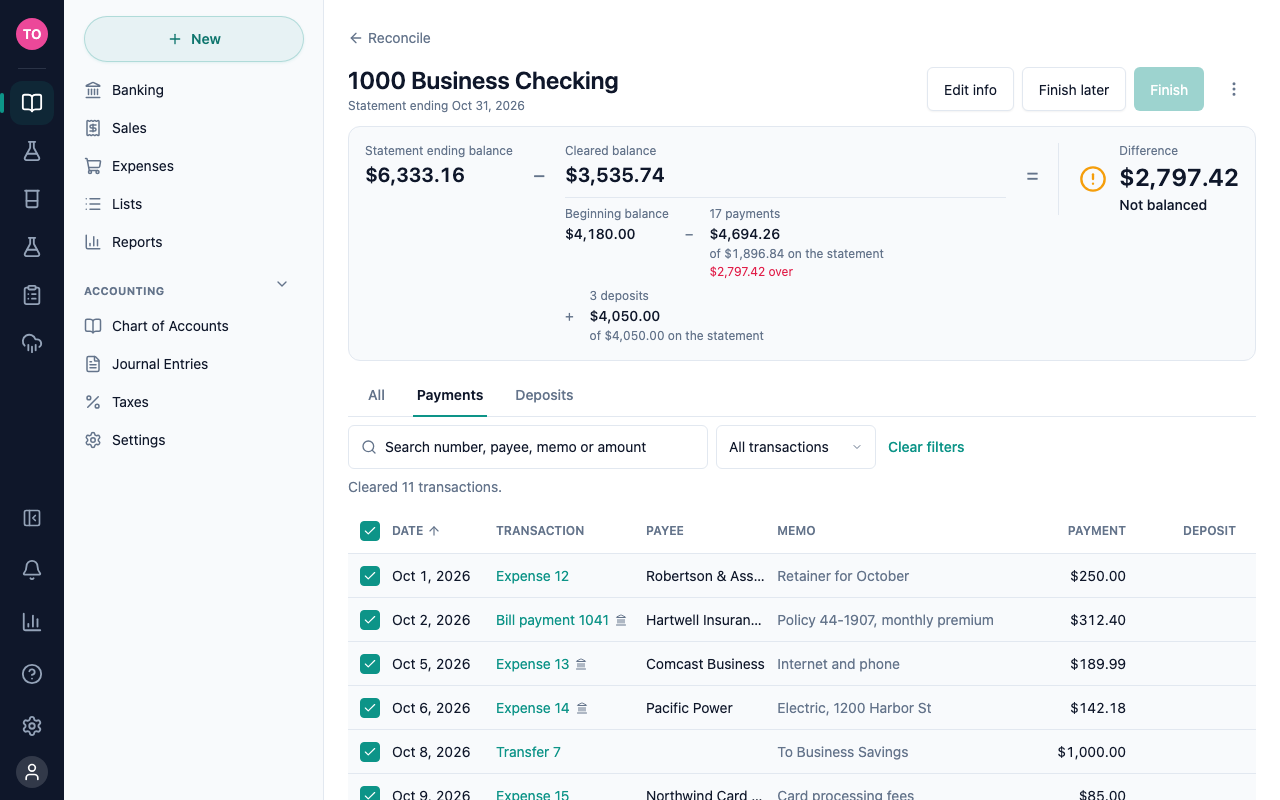 TO
New
Banking
Sales
Expenses
Lists
Reports
ACCOUNTING
Chart of Accounts
Journal Entries
Taxes
Settings
Reconcile
1000 Business Checking
Statement ending Oct 31, 2026
Edit info
Finish later
Finish
Statement ending balance
$6,333.16
–
Cleared balance
$3,535.74
=
Difference
$2,797.42
Not balanced
Beginning balance
$4,180.00
–
17 payments
$4,694.26
of $1,896.84 on the statement
$2,797.42 over
+
3 deposits
$4,050.00
of $4,050.00 on the statement
All Payments Deposits
Search number, payee, memo or amount
All transactions
Clear filters
Cleared 11 transactions.
DATE TRANSACTION PAYEE MEMO PAYMENT DEPOSIT
Oct 1, 2026 Expense 12 Robertson & Ass... Retainer for October $250.00
Oct 2, 2026 Bill payment 1041 Hartwell Insuran... Policy 44-1907, monthly premium $312.40
Oct 5, 2026 Expense 13 Comcast Business Internet and phone $189.99
Oct 6, 2026 Expense 14 Pacific Power Electric, 1200 Harbor St $142.18
Oct 8, 2026 Transfer 7 To Business Savings $1,000.00
Oct 9, 2026 Expense 15 Northwind Card ... Card processing fees $85.00